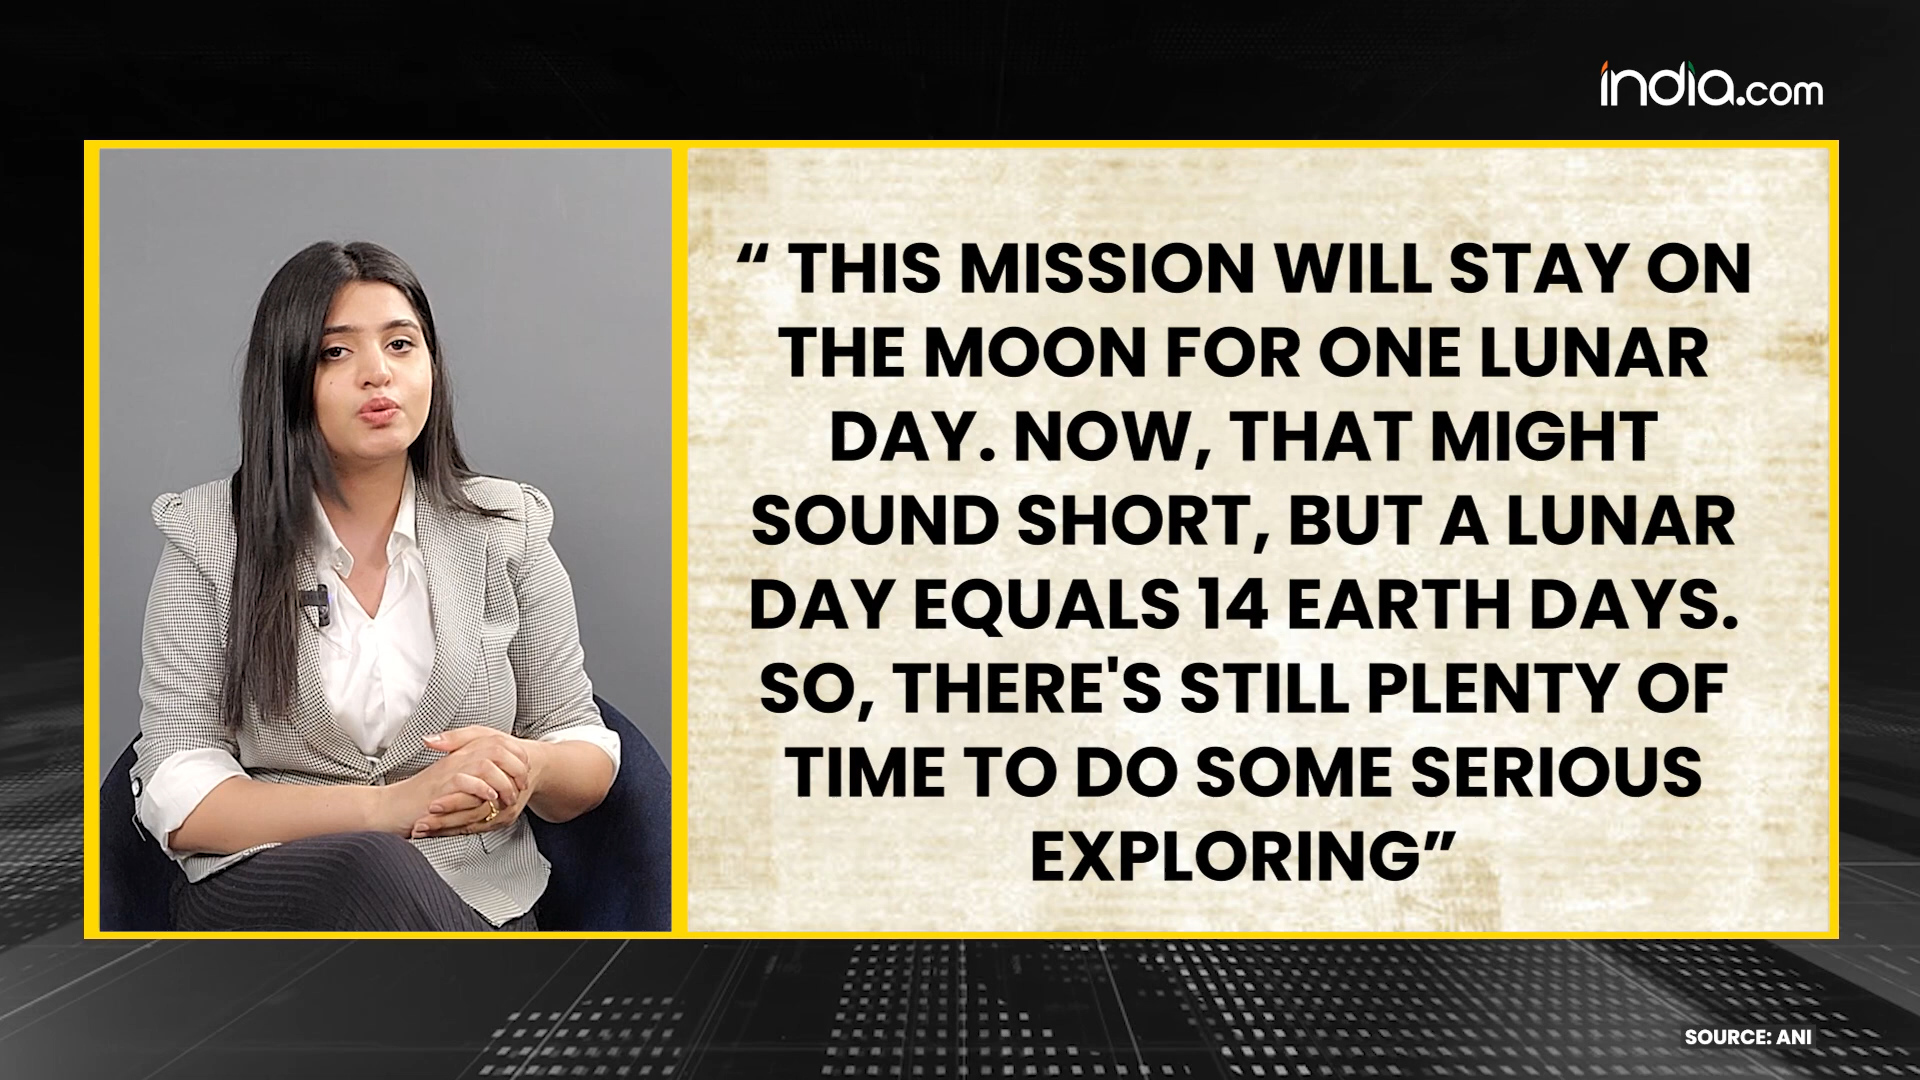 india.com
“ THIS MISSION WILL STAY ON
THE MOON FOR ONE LUNAR
DAY. NOW, THAT MIGHT
SOUND SHORT, BUT A LUNAR
DAY EQUALS 14 EARTH DAYS.
SO, THERE'S STILL PLENTY OF
TIME TO DO SOME SERIOUS
EXPLORING”
SOURCE: ANI